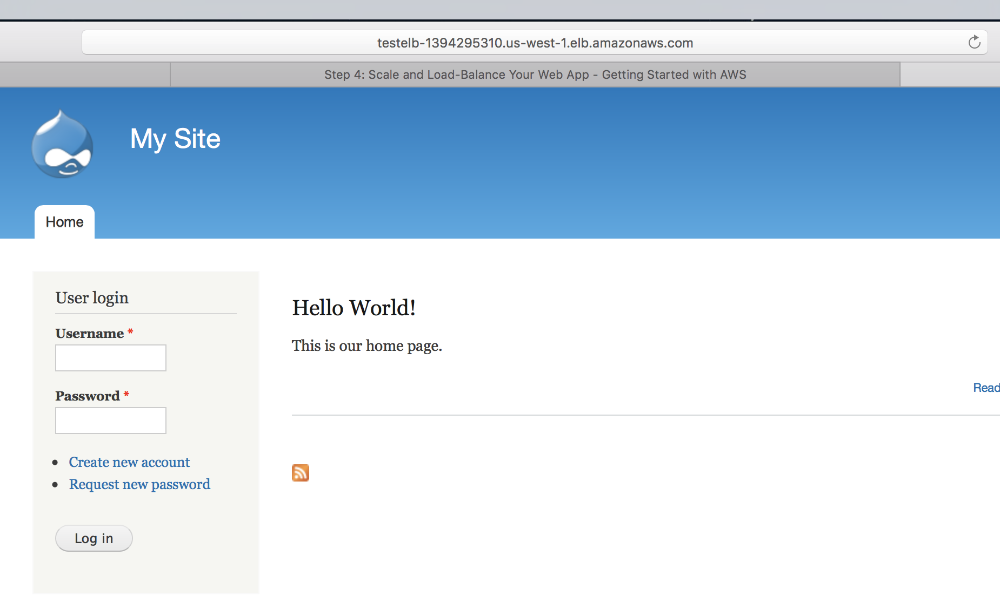 testelb-1394295310.us-west-1.elb.amazonaws.com
Step 4: Scale and Load-Balance Your Web App - Getting Started with AWS
My Site
Home
User login
Username *
Password *
Create new account
Request new password
Log in
Hello World!
This is our home page.
Read